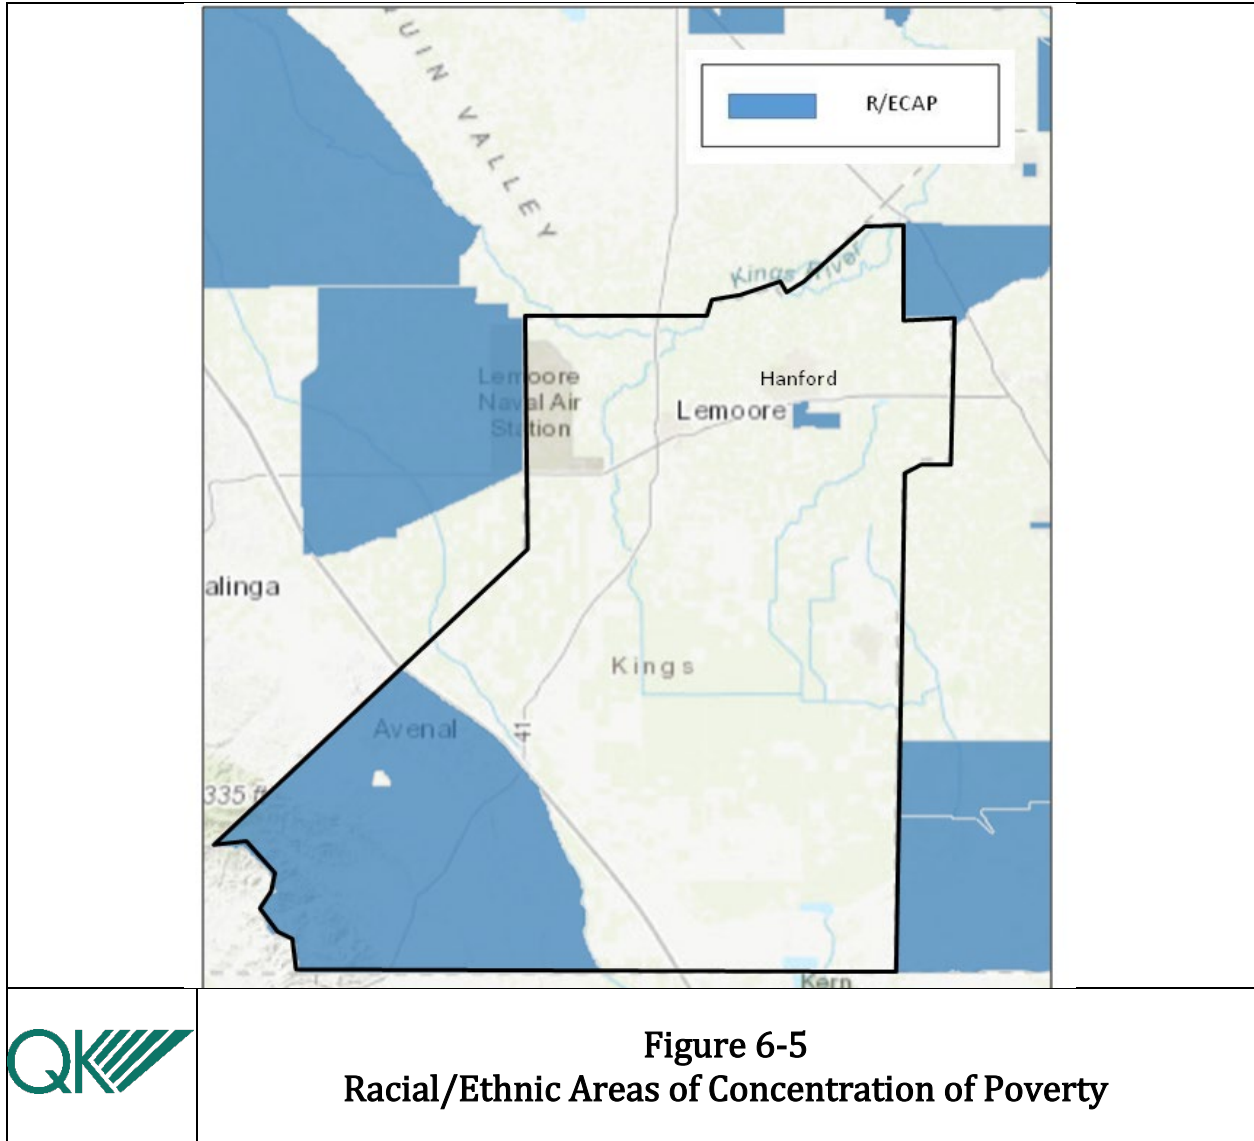 UIN VALLEY
R/ECAP
Kings River
Lemoore
Naval Air
Station
Hanford
Lemoore
alinga
Kings
Avenal
41
335 ft
Kern
QK
Figure 6-5
Racial/Ethnic Areas of Concentration of Poverty